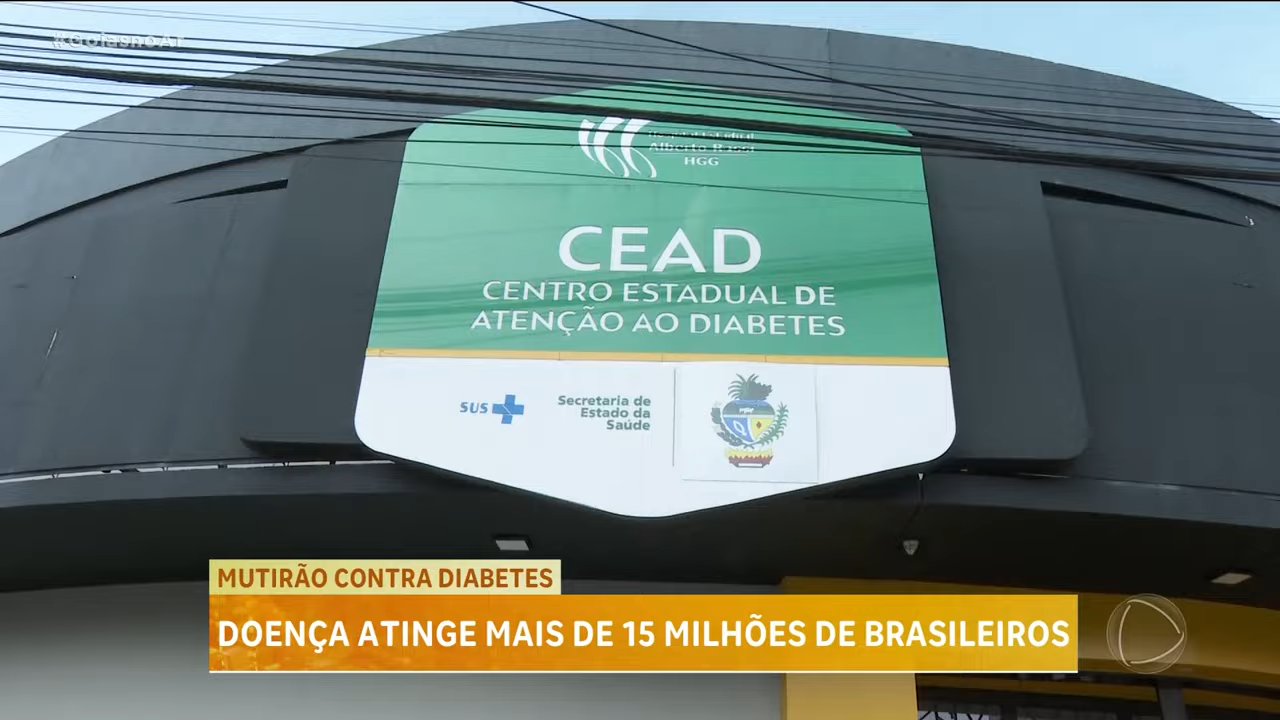 #GoiásnoAr
Alberto Rassi
HGG
CEAD
CENTRO ESTADUAL DE
ATENÇÃO AO DIABETES
SUS
Secretaria de
Estado da
Saúde
MUTIRÃO CONTRA DIABETES
DOENÇA ATINGE MAIS DE 15 MILHÕES DE BRASILEIROS